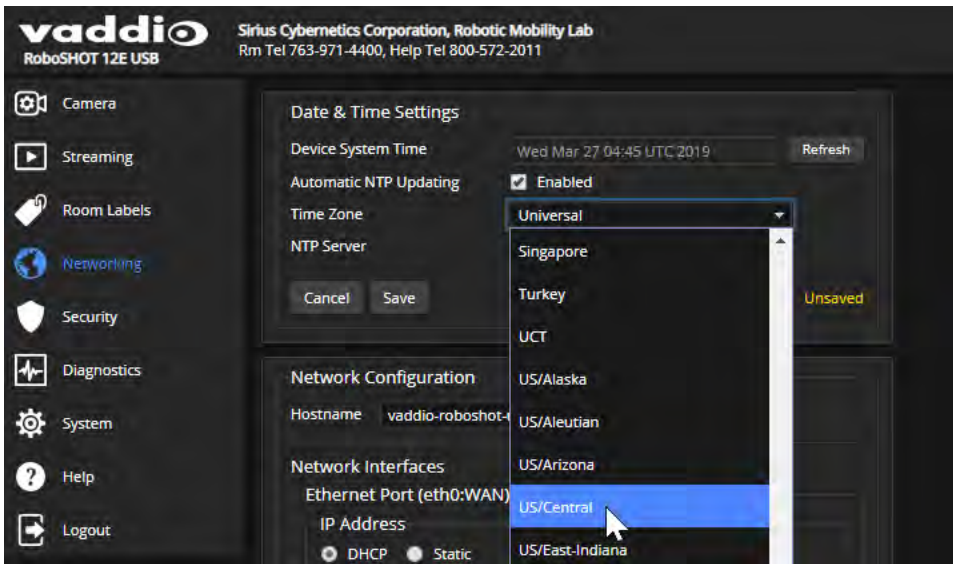 vaddio
RoboSHOT 12E USB
Sirius Cybernetics Corporation, Robotic Mobility Lab
Rm Tel 763-971-4400, Help Tel 800-572-2011
Camera
Streaming
Room Labels
Networking
Security
Diagnostics
System
Help
Logout
Date & Time Settings
Device System Time Wed Mar 27 04:45 UTC 2019 Refresh
Automatic NTP Updating Enabled
Time Zone Universal
NTP Server
Singapore
Turkey
UCT
US/Alaska
US/Aleutian
US/Arizona
US/Central
US/East-Indiana
Cancel Save Unsaved
Network Configuration
Hostname vaddio-roboshot-
Network Interfaces
Ethernet Port (eth0:WAN)
IP Address
DHCP Static